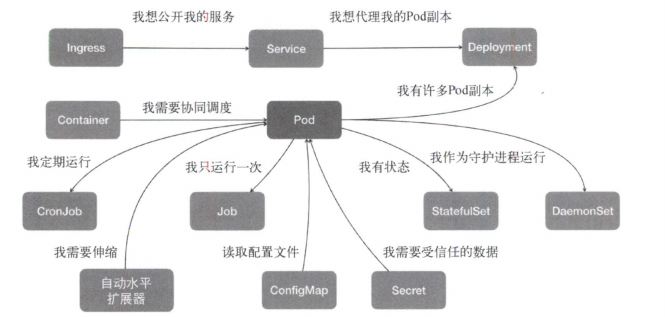 我想公开我的服务
我想代理我的Pod副本
Ingress
Service
Deployment
我有许多Pod副本
Container
我需要协同调度
Pod
我定期运行
我只运行一次
我有状态
我作为守护进程运行
CronJob
Job
StatefulSet
DaemonSet
我需要伸缩
读取配置文件
我需要受信任的数据
自动水平
扩展器
ConfigMap
Secret